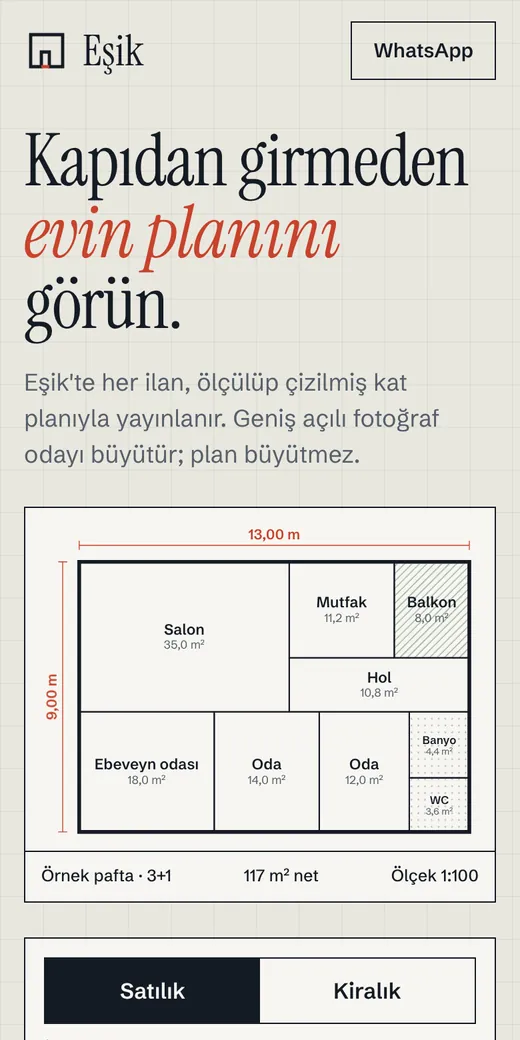 Eşik
WhatsApp
Kapıdan girmeden
evin planını
görün.
Eşik'te her ilan, ölçülüp çizilmiş kat
planıyla yayınlanır. Geniş açılı fotoğraf
odayı büyütür; plan büyütmez.
13,00 m
9,00 m
Salon
35,0 m²
Mutfak
11,2 m²
Balkon
8,0 m²
Hol
10,8 m²
Ebeveyn odası
18,0 m²
Oda
14,0 m²
Oda
12,0 m²
Banyo
4,4 m²
WC
3,6 m²
Örnek pafta · 3+1
117 m² net
Ölçek 1:100
Satılık
Kiralık